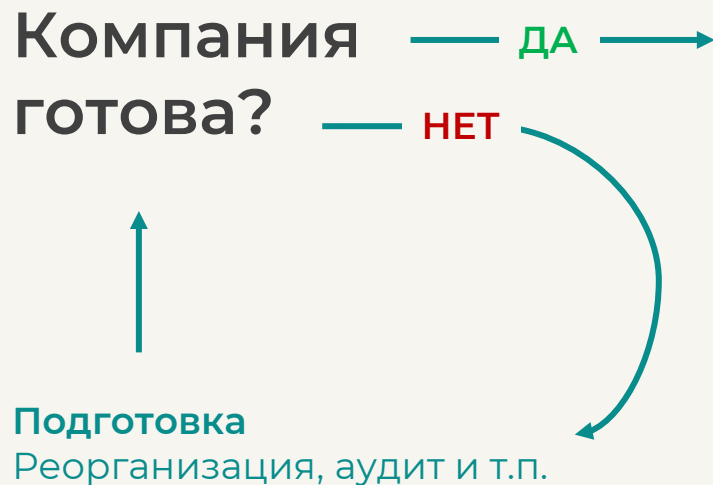 Компания
ДА
готова?
НЕТ
Подготовка
Реорганизация, аудит и т.п.